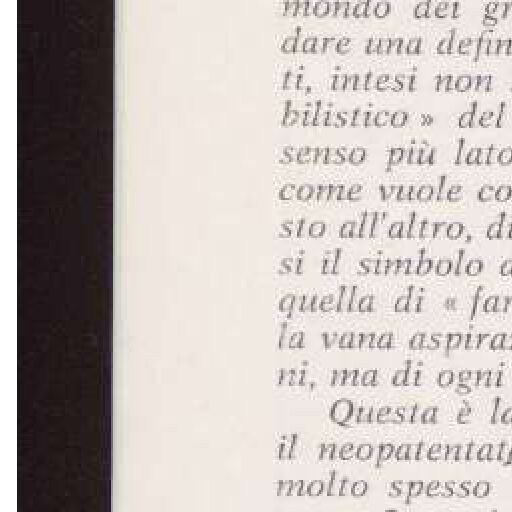 mondo dei gr
dare una defin
ti, intesi non
bilistico » del
senso più lato
come vuole co
sto all'altro, di
si il simbolo d
quella di « far
la vana aspiraz
ni, ma di ogni
Questa è la
il neopatentat
molto spesso